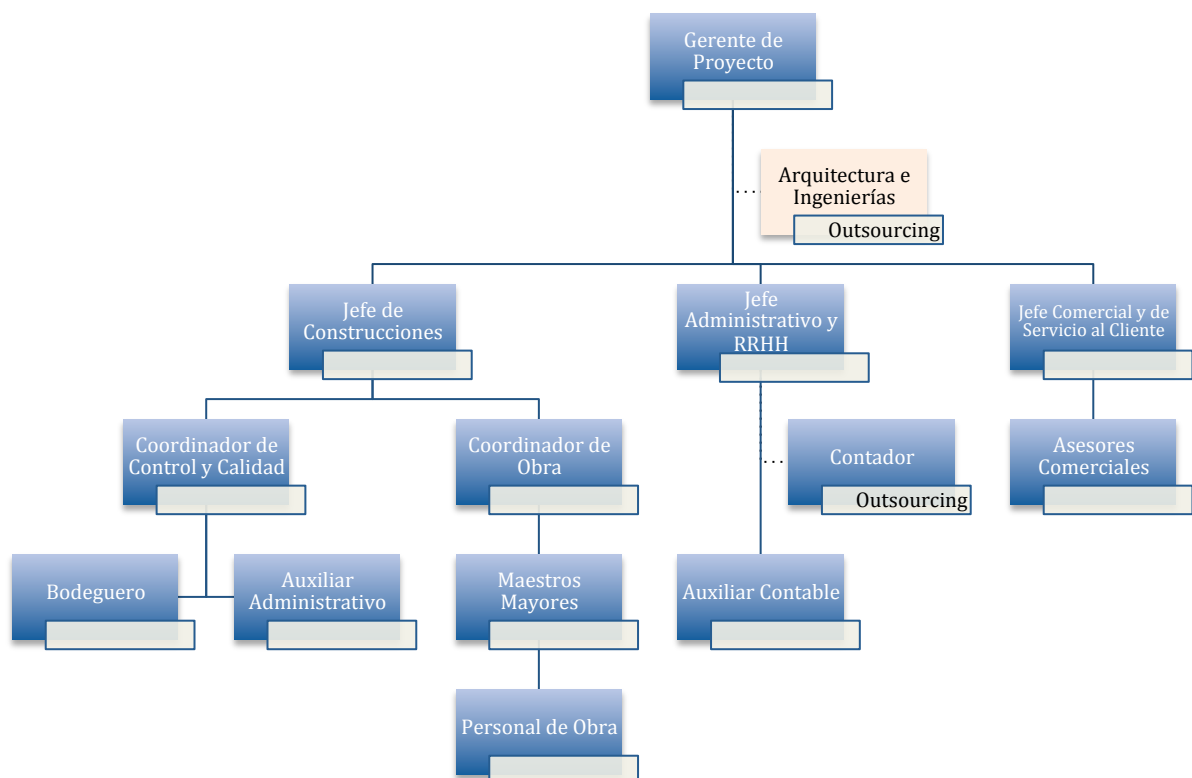 Gerente de
Proyecto
Arquitectura e
Ingenierías
Outsourcing
Jefe de
Construcciones
Jefe
Administrativo y
RRHH
Jefe Comercial y de
Servicio al Cliente
Coordinador de
Control y Calidad
Coordinador de
Obra
Contador
Outsourcing
Asesores
Comerciales
Bodeguero
Auxiliar
Administrativo
Maestros
Mayores
Auxiliar Contable
Personal de Obra